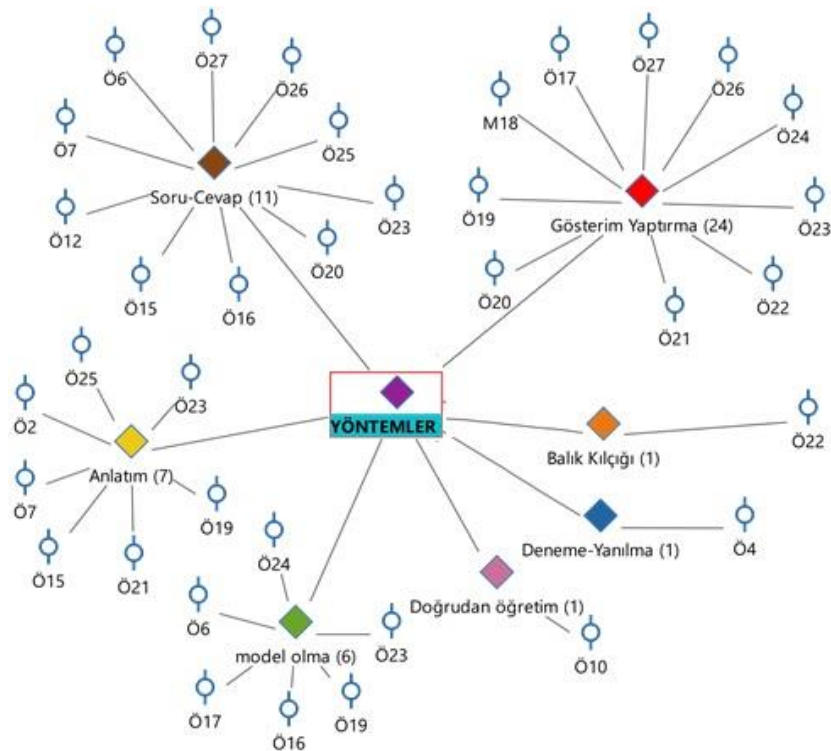 Ö6
Ö27
Ö26
Ö7
Ö25
Soru-Cevap (11)
Ö12
Ö23
Ö20
Ö15
Ö16
Ö17
Ö27
Ö26
M18
Ö24
Ö19
Gösterim Yaptırma (24)
Ö23
Ö20
Ö22
Ö21
YÖNTEMLER
Ö25
Ö23
Ö2
Anlatım (7)
Ö7
Ö19
Ö15
Ö21
Balık Kılçığı (1)
Ö22
Deneme-Yanılma (1)
Ö4
Doğrudan öğretim (1)
Ö10
Ö24
Ö6
model olma (6)
Ö23
Ö17
Ö16
Ö19